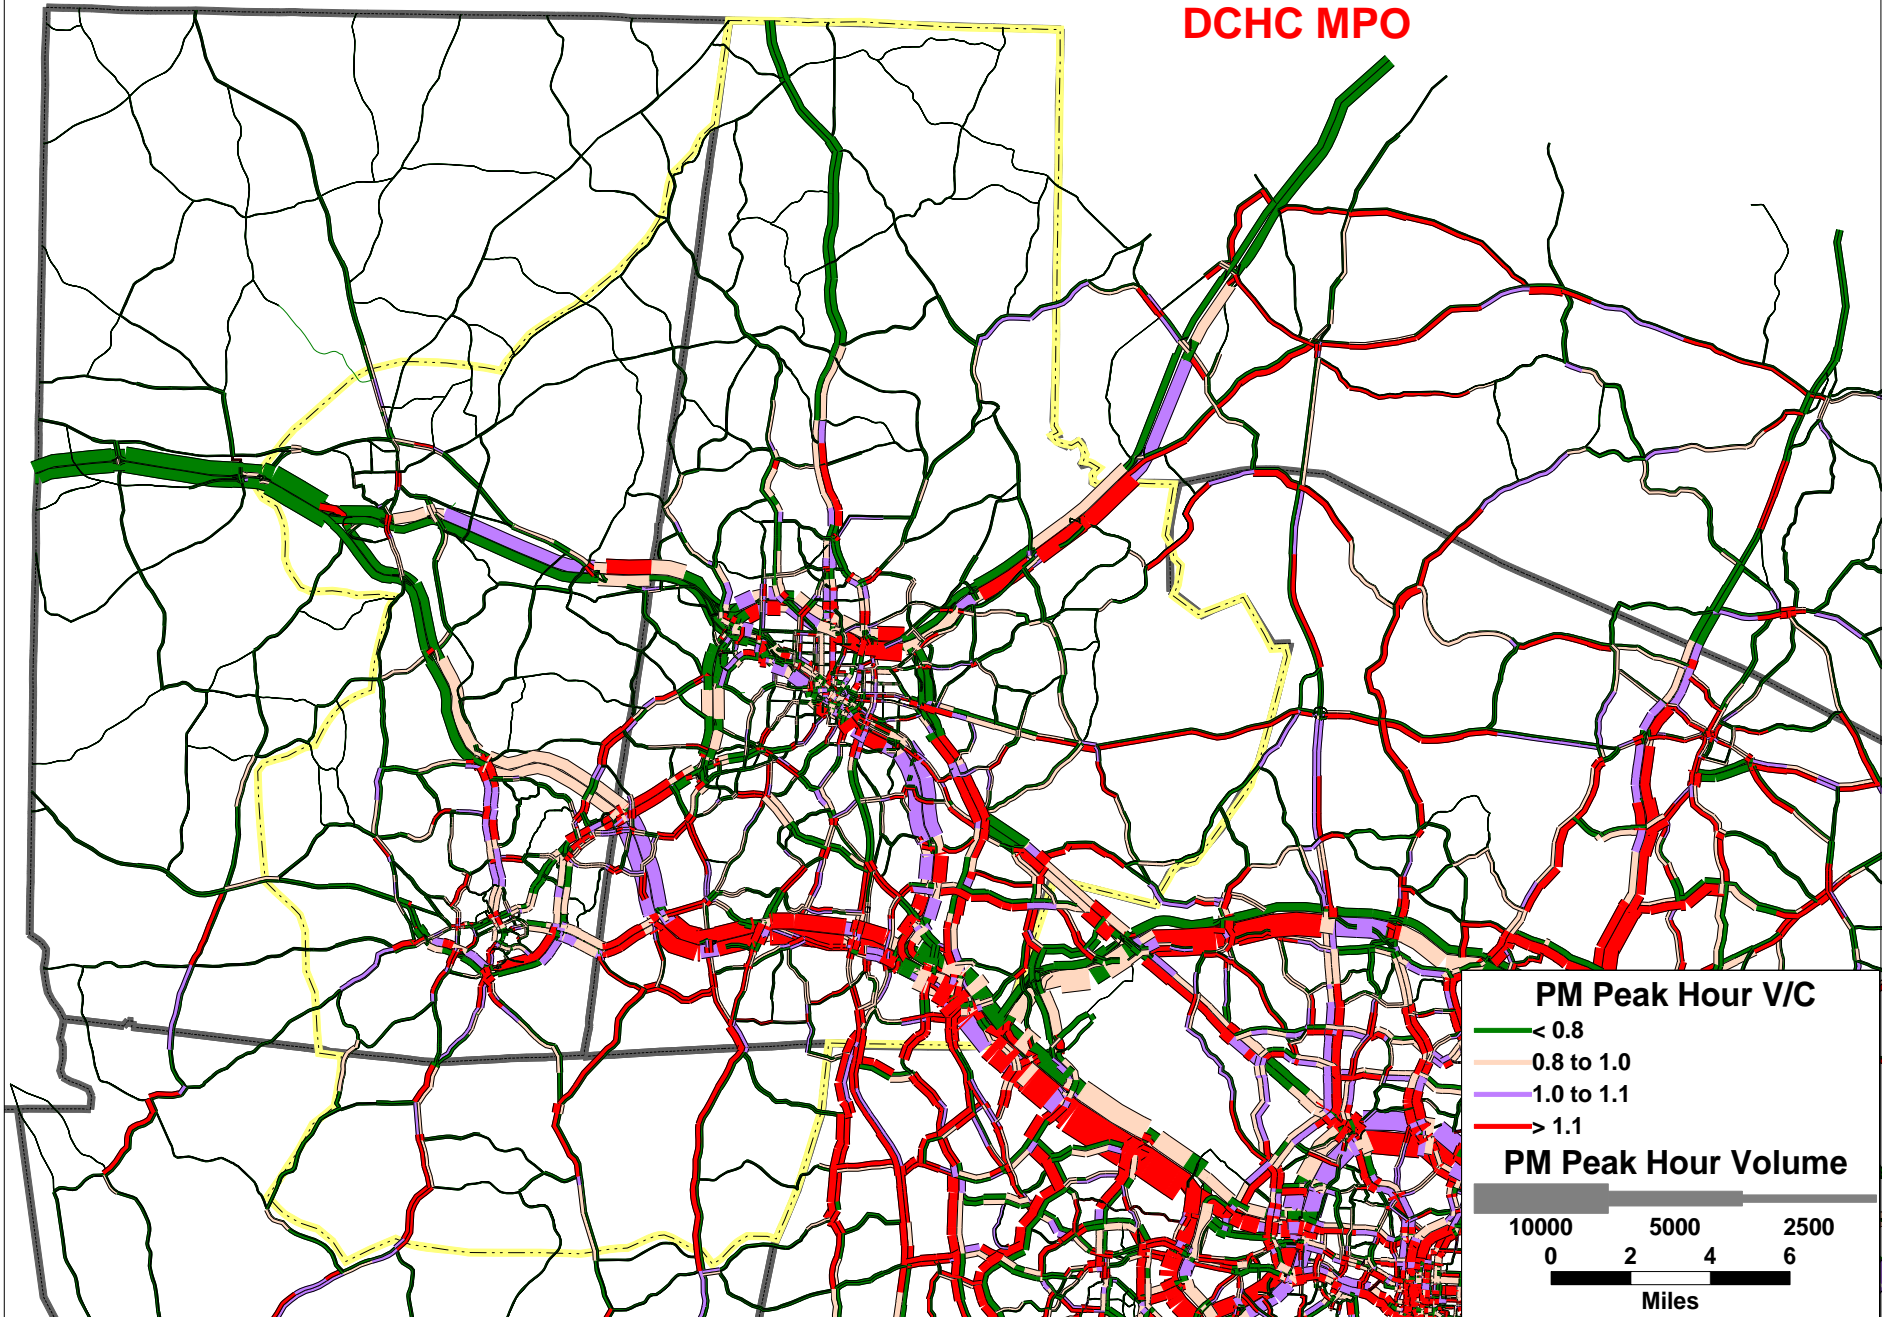 DCHC MPO
PM Peak Hour V/C
< 0.8
0.8 to 1.0
1.0 to 1.1
> 1.1
PM Peak Hour Volume
10000 5000 2500
0 2 4 6
Miles